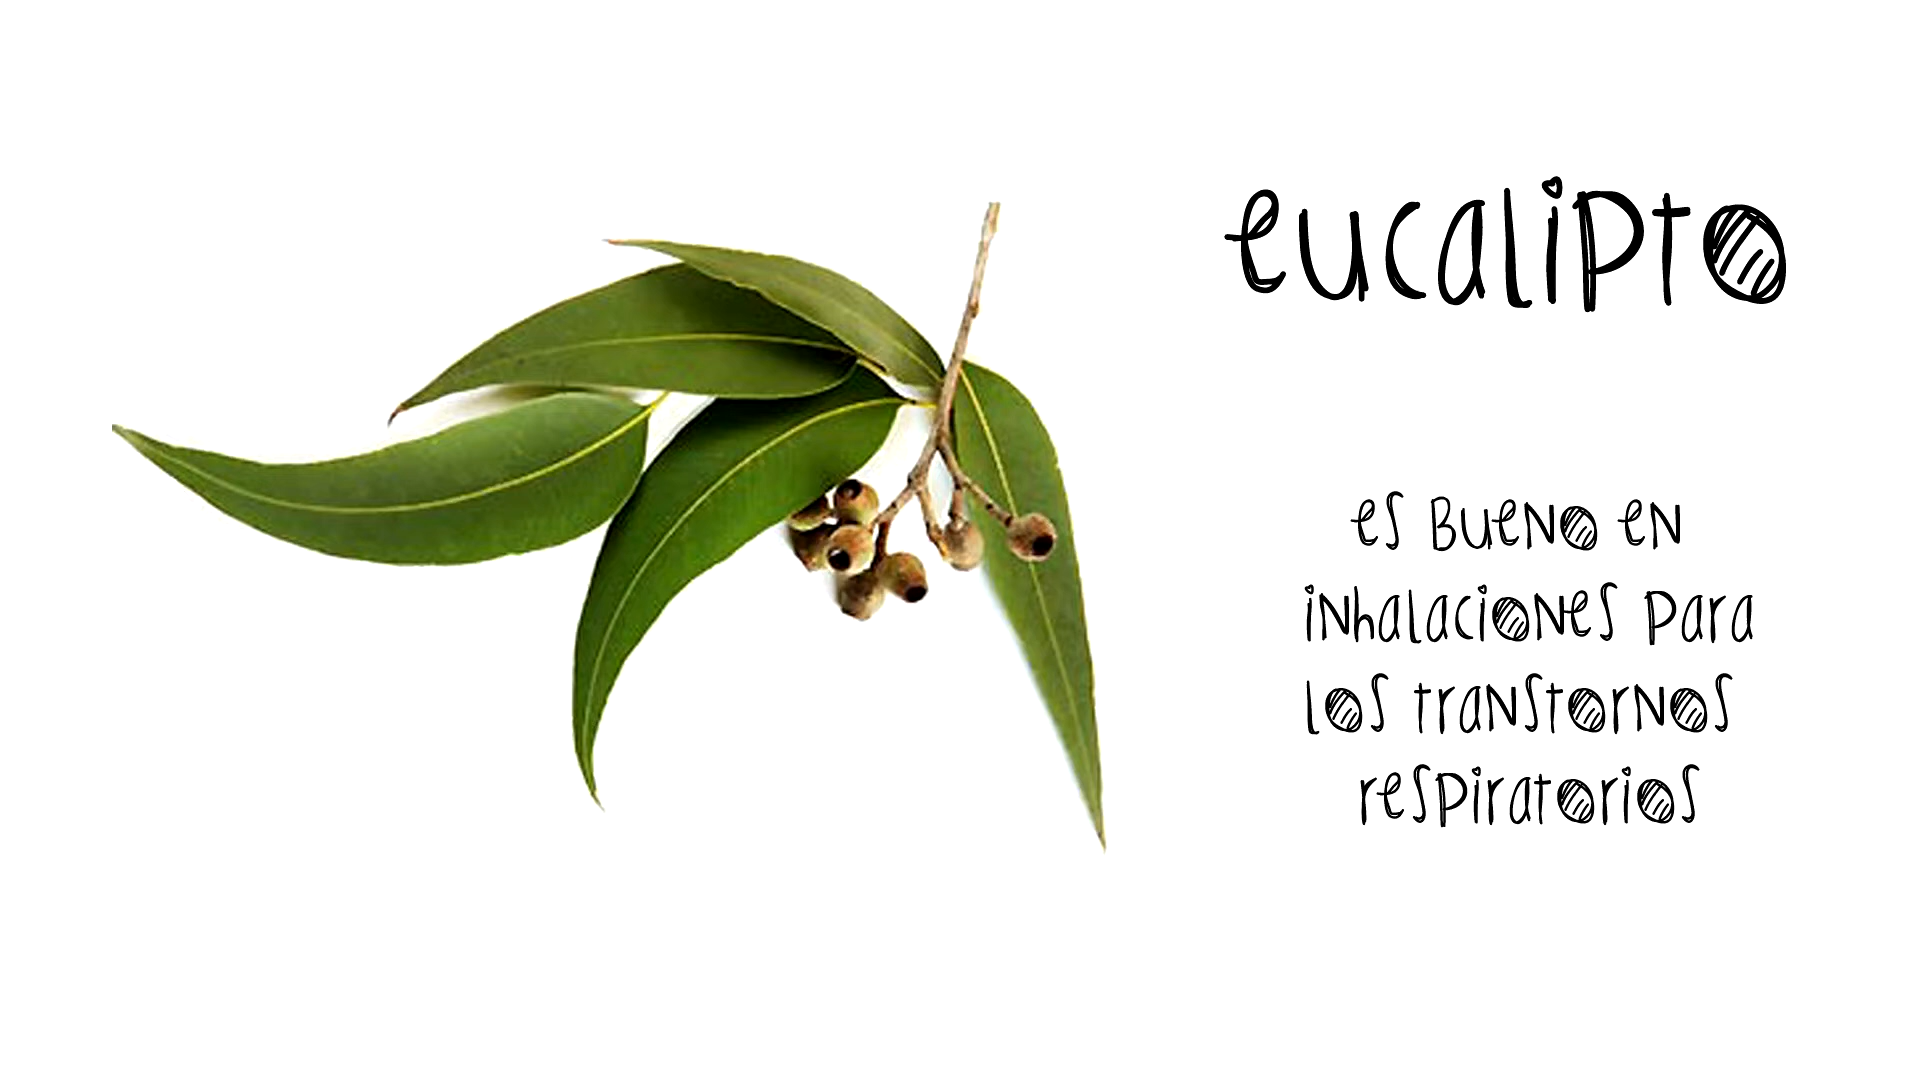 eucalipto
es bueno en
inhalaciones para
los transtornos
respiratorios